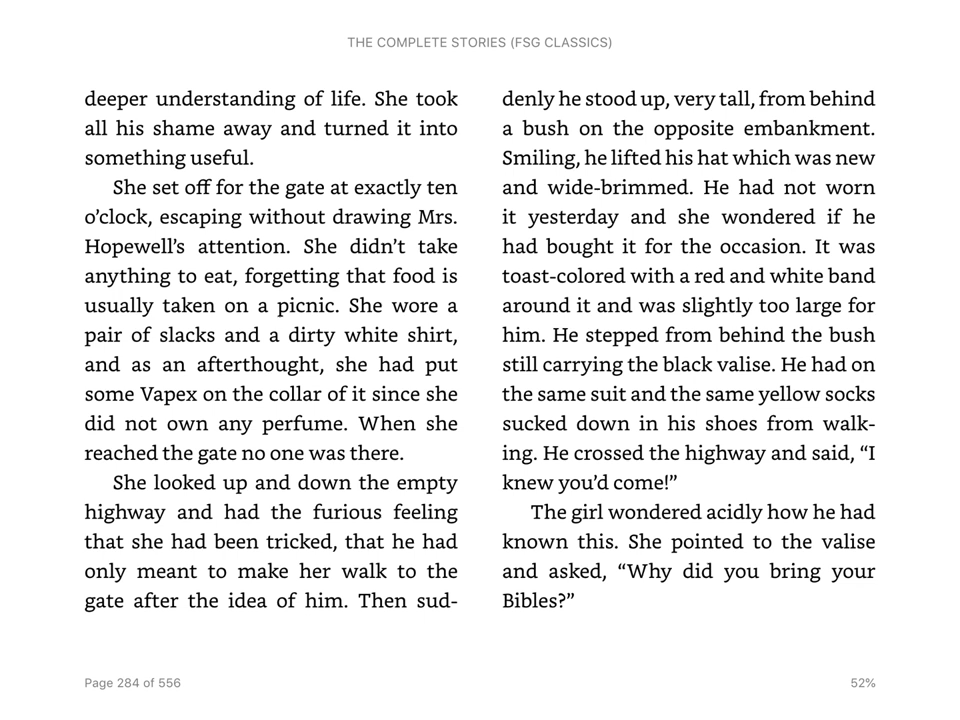 THE COMPLETE STORIES (FSG CLASSICS)
deeper understanding of life. She took
all his shame away and turned it into
something useful.
She set off for the gate at exactly ten
o’clock, escaping without drawing Mrs.
Hopewell’s attention. She didn’t take
anything to eat, forgetting that food is
usually taken on a picnic. She wore a
pair of slacks and a dirty white shirt,
and as an afterthought, she had put
some Vapex on the collar of it since she
did not own any perfume. When she
reached the gate no one was there.
She looked up and down the empty
highway and had the furious feeling
that she had been tricked, that he had
only meant to make her walk to the
gate after the idea of him. Then sud-
denly he stood up, very tall, from behind
a bush on the opposite embankment.
Smiling, he lifted his hat which was new
and wide-brimmed. He had not worn
it yesterday and she wondered if he
had bought it for the occasion. It was
toast-colored with a red and white band
around it and was slightly too large for
him. He stepped from behind the bush
still carrying the black valise. He had on
the same suit and the same yellow socks
sucked down in his shoes from walk-
ing. He crossed the highway and said, “I
knew you’d come!”
The girl wondered acidly how he had
known this. She pointed to the valise
and asked, “Why did you bring your
Bibles?”
Page 284 of 556
52%